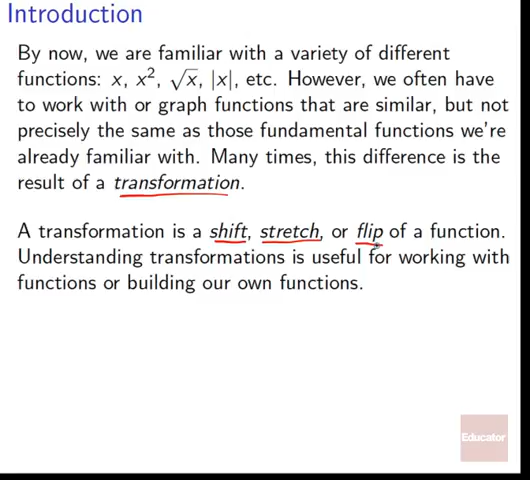 Introduction
By now, we are familiar with a variety of different
functions: x, x², √x, |x|, etc. However, we often have
to work with or graph functions that are similar, but not
precisely the same as those fundamental functions we're
already familiar with. Many times, this difference is the
result of a transformation.
A transformation is a shift, stretch, or flip of a function.
Understanding transformations is useful for working with
functions or building our own functions.
Educator